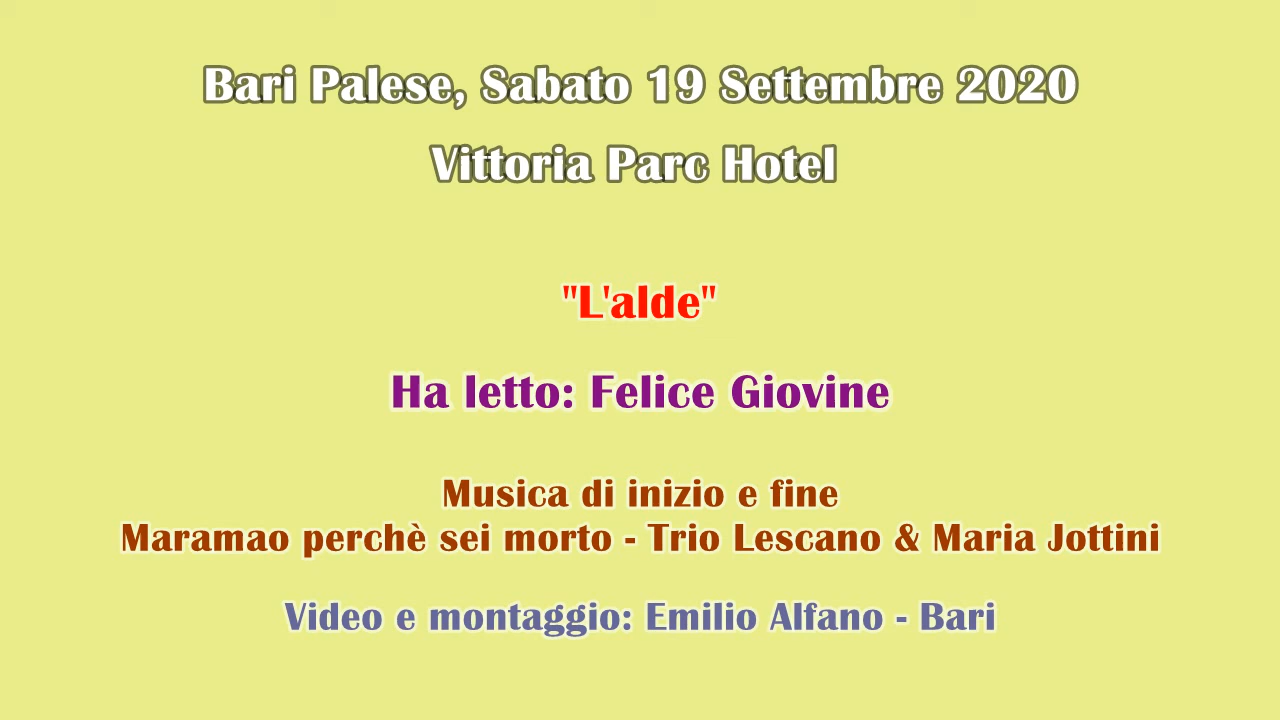 Bari Palese, Sabato 19 Settembre 2020
Vittoria Parc Hotel
"L'alde"
Ha letto: Felice Giovine
Musica di inizio e fine
Maramao perchè sei morto - Trio Lescano & Maria Jottini
Video e montaggio: Emilio Alfano - Bari